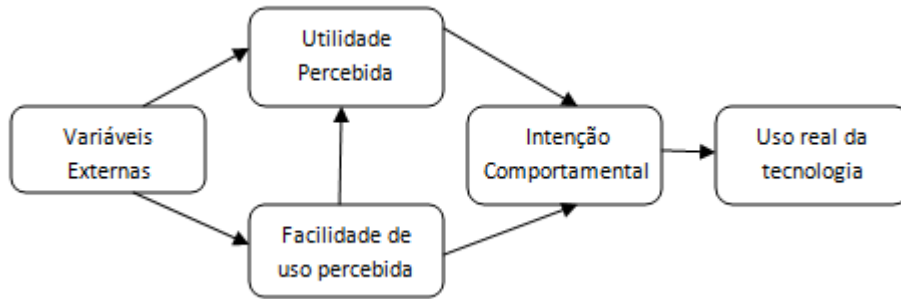 Utilidade
Percebida
Variáveis
Externas
Intenção
Comportamental
Uso real da
tecnologia
Facilidade de
uso percebida